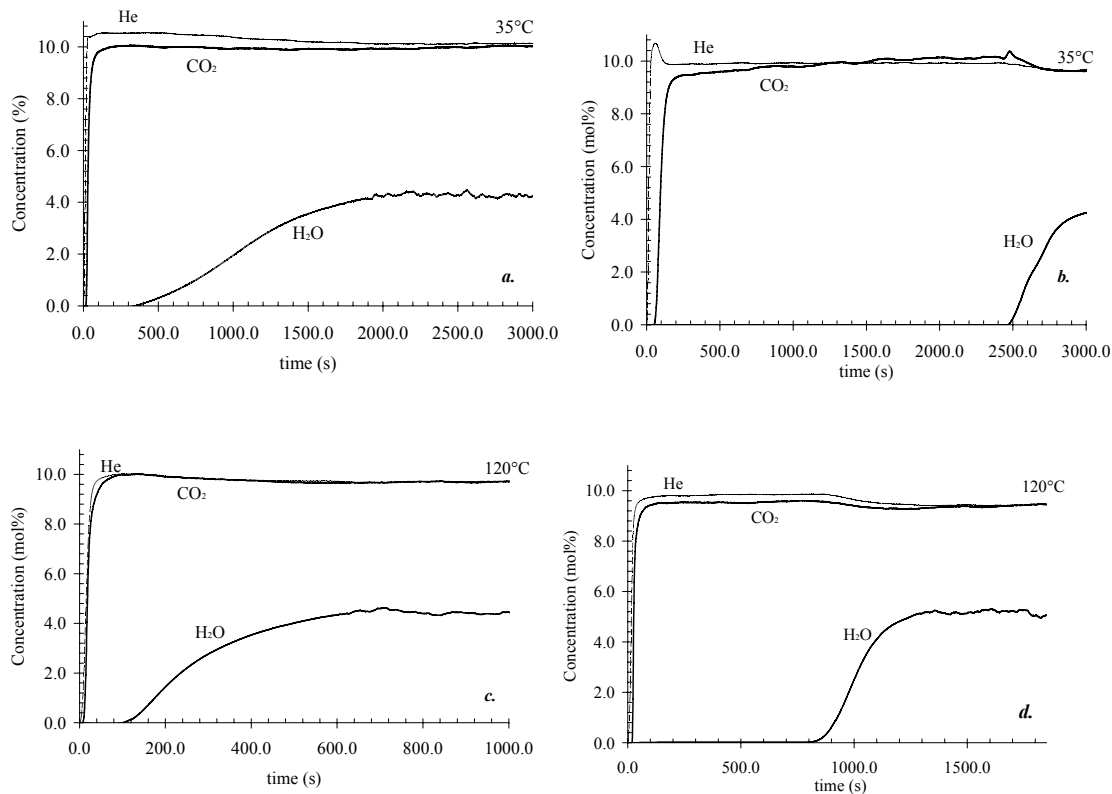 He
35°C
CO₂
H₂O
a.
Concentration (%)
10.0
8.0
6.0
4.0
2.0
0.0
0.0 500.0 1000.0 1500.0 2000.0 2500.0 3000.0
time (s)
He
35°C
CO₂
H₂O
b.
Concentration (mol%)
10.0
8.0
6.0
4.0
2.0
0.0
0.0 500.0 1000.0 1500.0 2000.0 2500.0 3000.0
time (s)
He
120°C
CO₂
H₂O
c.
Concentration (mol%)
10.0
8.0
6.0
4.0
2.0
0.0
0.0 200.0 400.0 600.0 800.0 1000.0
time (s)
He
120°C
CO₂
H₂O
d.
Concentration (mol%)
10.0
8.0
6.0
4.0
2.0
0.0
0.0 500.0 1000.0 1500.0
time (s)